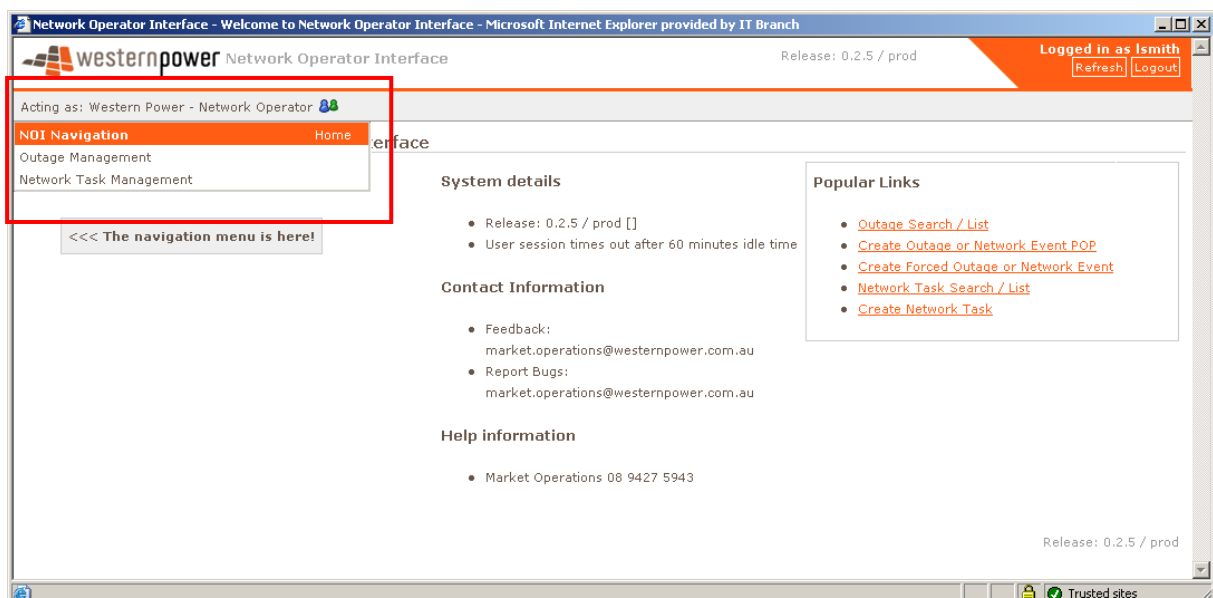 Network Operator Interface - Welcome to Network Operator Interface - Microsoft Internet Explorer provided by IT Branch
westernpower Network Operator Interface
Release: 0.2.5 / prod
Logged in as lsmith
Refresh Logout
Acting as: Western Power - Network Operator
NOI Navigation Home
Outage Management
Network Task Management
erface
<<< The navigation menu is here!
System details
• Release: 0.2.5 / prod []
• User session times out after 60 minutes idle time
Contact Information
• Feedback:
market.operations@westernpower.com.au
• Report Bugs:
market.operations@westernpower.com.au
Help information
• Market Operations 08 9427 5943
Popular Links
• Outage Search / List
• Create Outage or Network Event POP
• Create Forced Outage or Network Event
• Network Task Search / List
• Create Network Task
Release: 0.2.5 / prod
Trusted sites